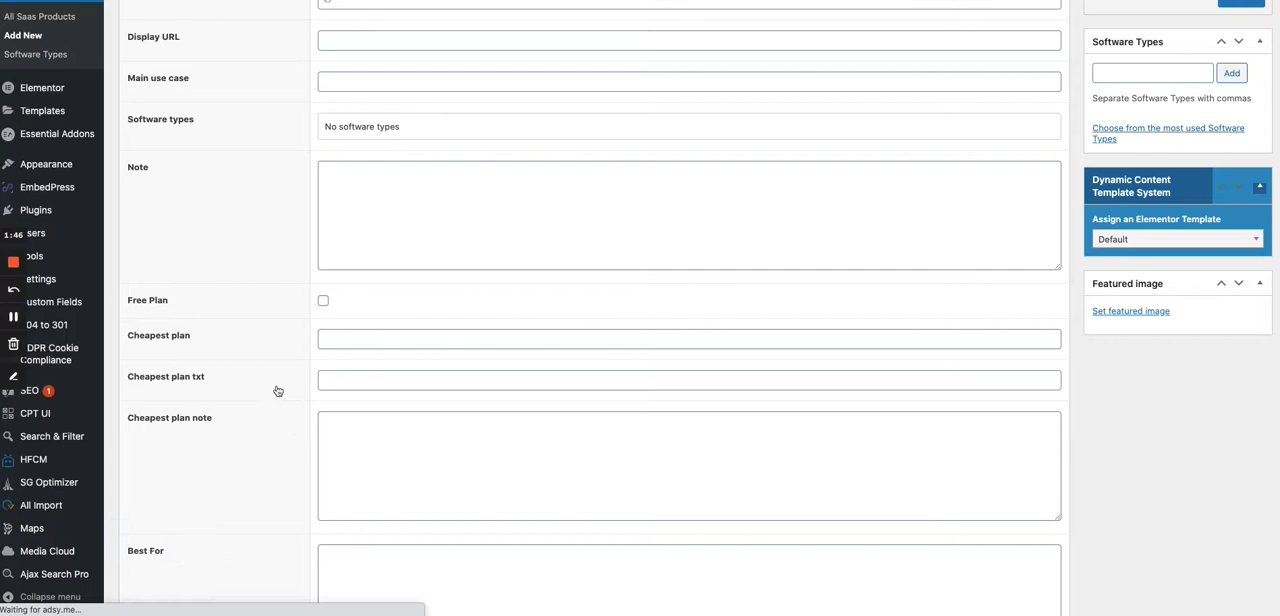 All Saas Products
Add New
Software Types
Elementor
Templates
Essential Addons
Appearance
EmbedPress
Plugins
1:46
sers
ools
ettings
ustom Fields
04 to 301
DPR Cookie
Compliance
SEO 1
CPT UI
Search & Filter
HFCM
SG Optimizer
All Import
Maps
Media Cloud
Ajax Search Pro
Collapse menu
Waiting for adsy.me...
Display URL
Main use case
Software types
No software types
Note
Free Plan
Cheapest plan
Cheapest plan txt
Cheapest plan note
Best For
Software Types
Add
Separate Software Types with commas
Choose from the most used Software
Types
Dynamic Content
Template System
Assign an Elementor Template
Default
Featured image
Set featured image